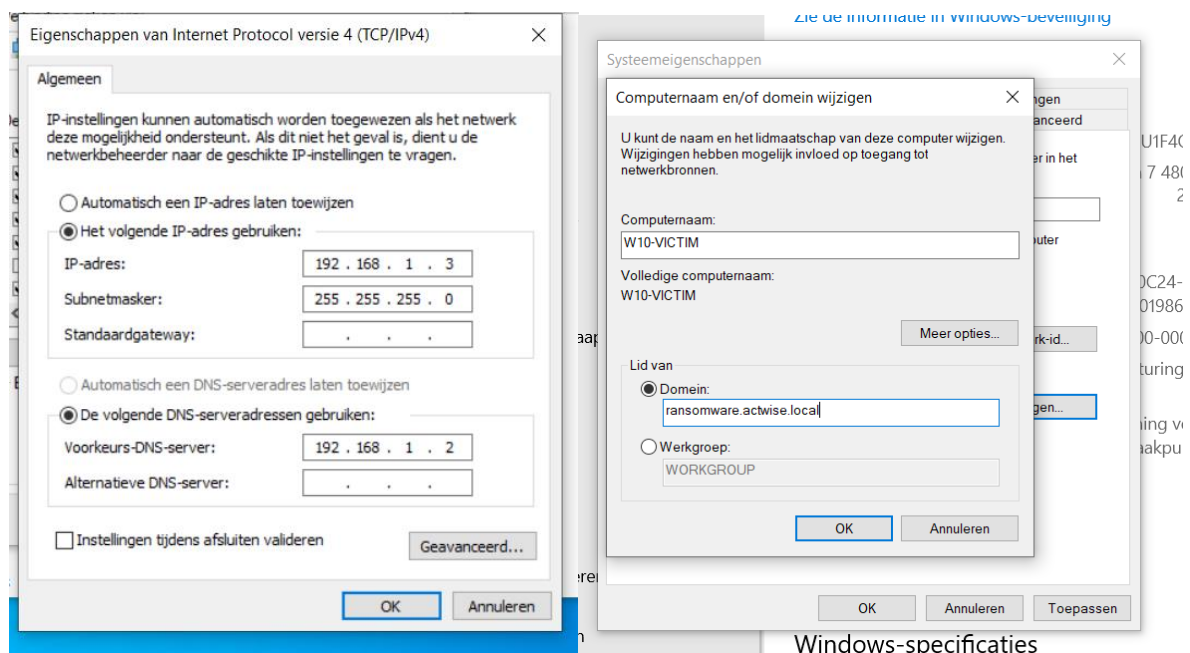 Eigenschappen van Internet Protocol versie 4 (TCP/IPv4)
Algemeen
IP-instellingen kunnen automatisch worden toegewezen als het netwerk
deze mogelijkheid ondersteunt. Als dit niet het geval is, dient u de
netwerkbeheerder naar de geschikte IP-instellingen te vragen.
Automatisch een IP-adres laten toewijzen
Het volgende IP-adres gebruiken:
IP-adres: 192 . 168 . 1 . 3
Subnetmasker: 255 . 255 . 255 . 0
Standaardgateway: . . .
Automatisch een DNS-serveradres laten toewijzen
De volgende DNS-serveradressen gebruiken:
Voorkeurs-DNS-server: 192 . 168 . 1 . 2
Alternatieve DNS-server: . . .
Instellingen tijdens afsluiten valideren
Geavanceerd...
OK Annuleren
Zie de informatie in Windows-beveiliging
Systeemeigenschappen
Computernaam en/of domein wijzigen
U kunt de naam en het lidmaatschap van deze computer wijzigen.
Wijzigingen hebben mogelijk invloed op toegang tot
netwerkbronnen.
Computernaam:
W10-VICTIM
Volledige computernaam:
W10-VICTIM
Meer opties...
Lid van
Domein:
ransomware.actwise.local
Werkgroep:
WORKGROUP
OK Annuleren
OK Annuleren Toepassen
Windows-specificaties